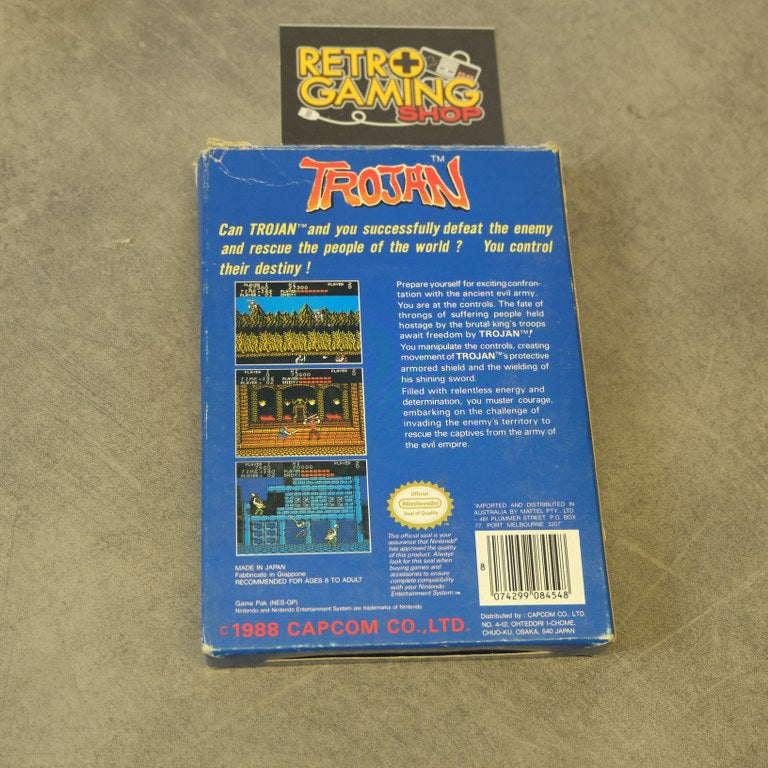 RETRO
GAMING
SHOP
TROJAN™
Can TROJAN™ and you successfully defeat the enemy
and rescue the people of the world ? You control
their destiny !
Prepare yourself for exciting confron-
tation with the ancient evil army.
You are at the controls. The fate of
throngs of suffering people held
hostage by the brutal king's troops
await freedom by TROJAN™!
You manipulate the controls, creating
movement of TROJAN™'s protective
armored shield and the wielding of
his shining sword.
Filled with relentless energy and
determination, you muster courage,
embarking on the challenge of
invading the enemy's territory to
rescue the captives from the army of
the evil empire.
Official
Nintendo
Seal of Quality
This official seal is your
assurance that Nintendo®
has approved the quality
of this product. Always
look for this seal when
buying games and
accessories to ensure
complete compatibility
with your Nintendo
Entertainment System.™
IMPORTED AND DISTRIBUTED IN
AUSTRALIA BY MATTEL PTY. LTD
- 461 PLUMMER STREET. P.O. BOX
77, PORT MELBOURNE 3207
8
074299 084548
MADE IN JAPAN
Fabbricato in Giappone
RECOMMENDED FOR AGES 8 TO ADULT
Game Pak (NES-GP)
Nintendo and Nintendo Entertainment System are trademarks of Nintendo
© 1988 CAPCOM CO., LTD.
Distributed by : CAPCOM CO., LTD.
NO. 4-12, OHTEDORI 1-CHOME,
CHUO-KU, OSAKA, 540 JAPAN